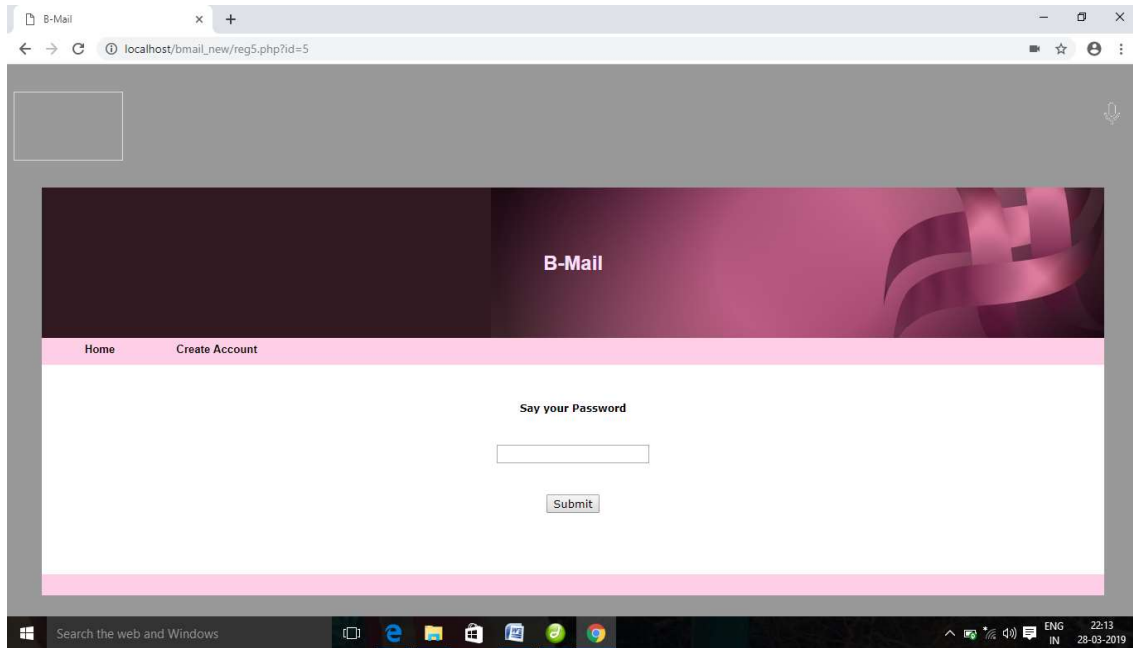 B-Mail
localhost/bmail_new/reg5.php?id=5
B-Mail
Home Create Account
Say your Password
Submit
Search the web and Windows
ENG 22:13
IN 28-03-2019